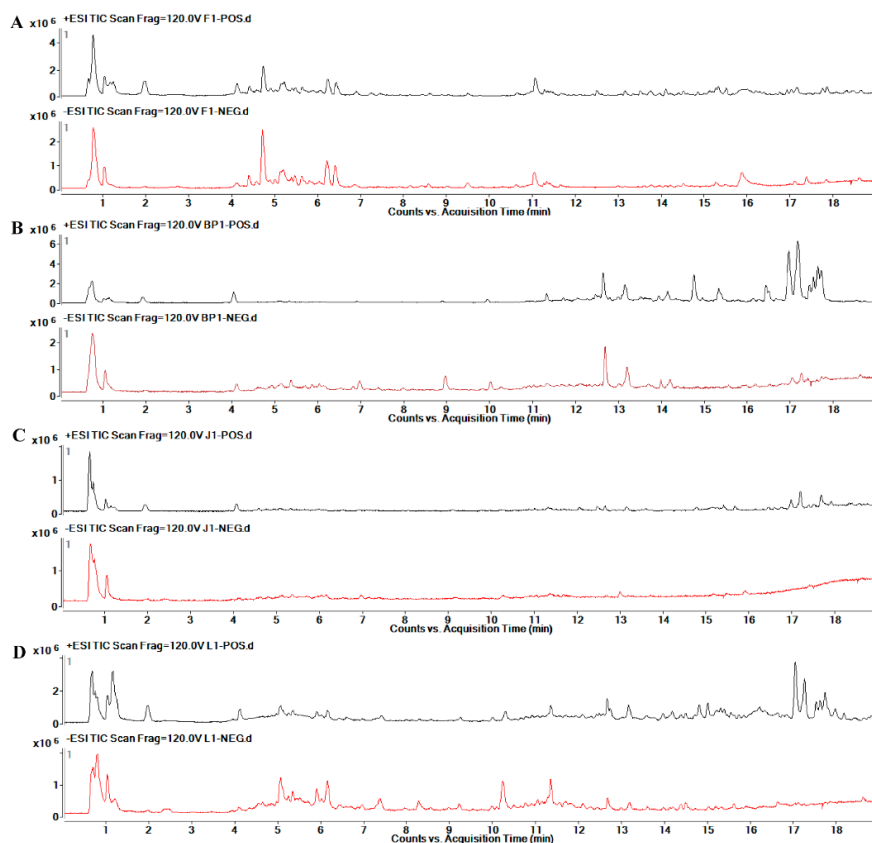 A
+ESI TIC Scan Frag=120.0V F1-POS.d
x10 6
1
4
2
0
-ESI TIC Scan Frag=120.0V F1-NEG.d
x10 6
1
2
1
0
1 2 3 4 5 6 7 8 9 10 11 12 13 14 15 16 17 18
Counts vs. Acquisition Time (min)
B
+ESI TIC Scan Frag=120.0V BP1-POS.d
x10 6
1
6
4
2
0
-ESI TIC Scan Frag=120.0V BP1-NEG.d
x10 6
1
2
1
0
1 2 3 4 5 6 7 8 9 10 11 12 13 14 15 16 17 18
Counts vs. Acquisition Time (min)
C
+ESI TIC Scan Frag=120.0V J1-POS.d
x10 6
1
1
0
-ESI TIC Scan Frag=120.0V J1-NEG.d
x10 6
1
1
0
1 2 3 4 5 6 7 8 9 10 11 12 13 14 15 16 17 18
Counts vs. Acquisition Time (min)
D
+ESI TIC Scan Frag=120.0V L1-POS.d
x10 6
1
2
0
-ESI TIC Scan Frag=120.0V L1-NEG.d
x10 6
1
1
0
1 2 3 4 5 6 7 8 9 10 11 12 13 14 15 16 17 18
Counts vs. Acquisition Time (min)